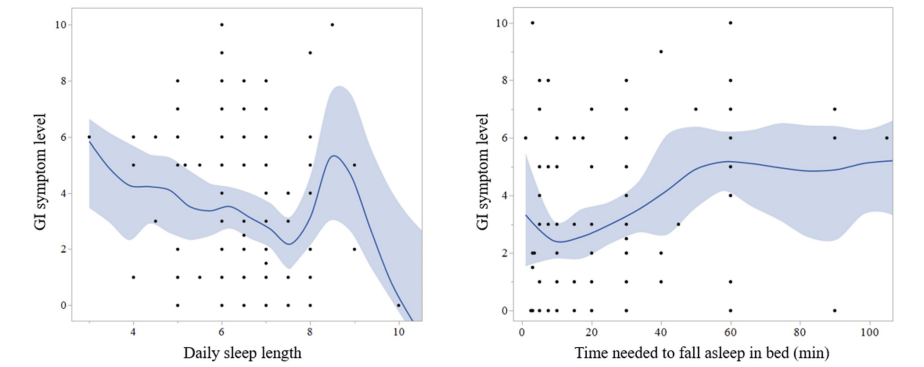 GI symptom level
10
8
6
4
2
0
4 6 8 10
Daily sleep length
GI symptom level
10
8
6
4
2
0
0 20 40 60 80 100
Time needed to fall asleep in bed (min)